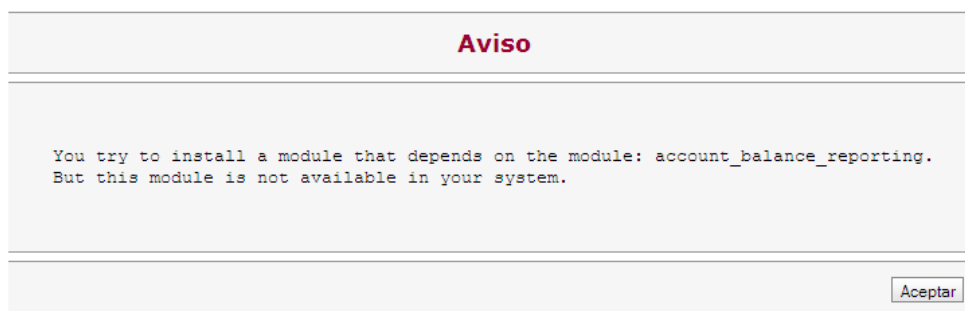 Aviso
You try to install a module that depends on the module: account_balance_reporting.
But this module is not available in your system.
Aceptar